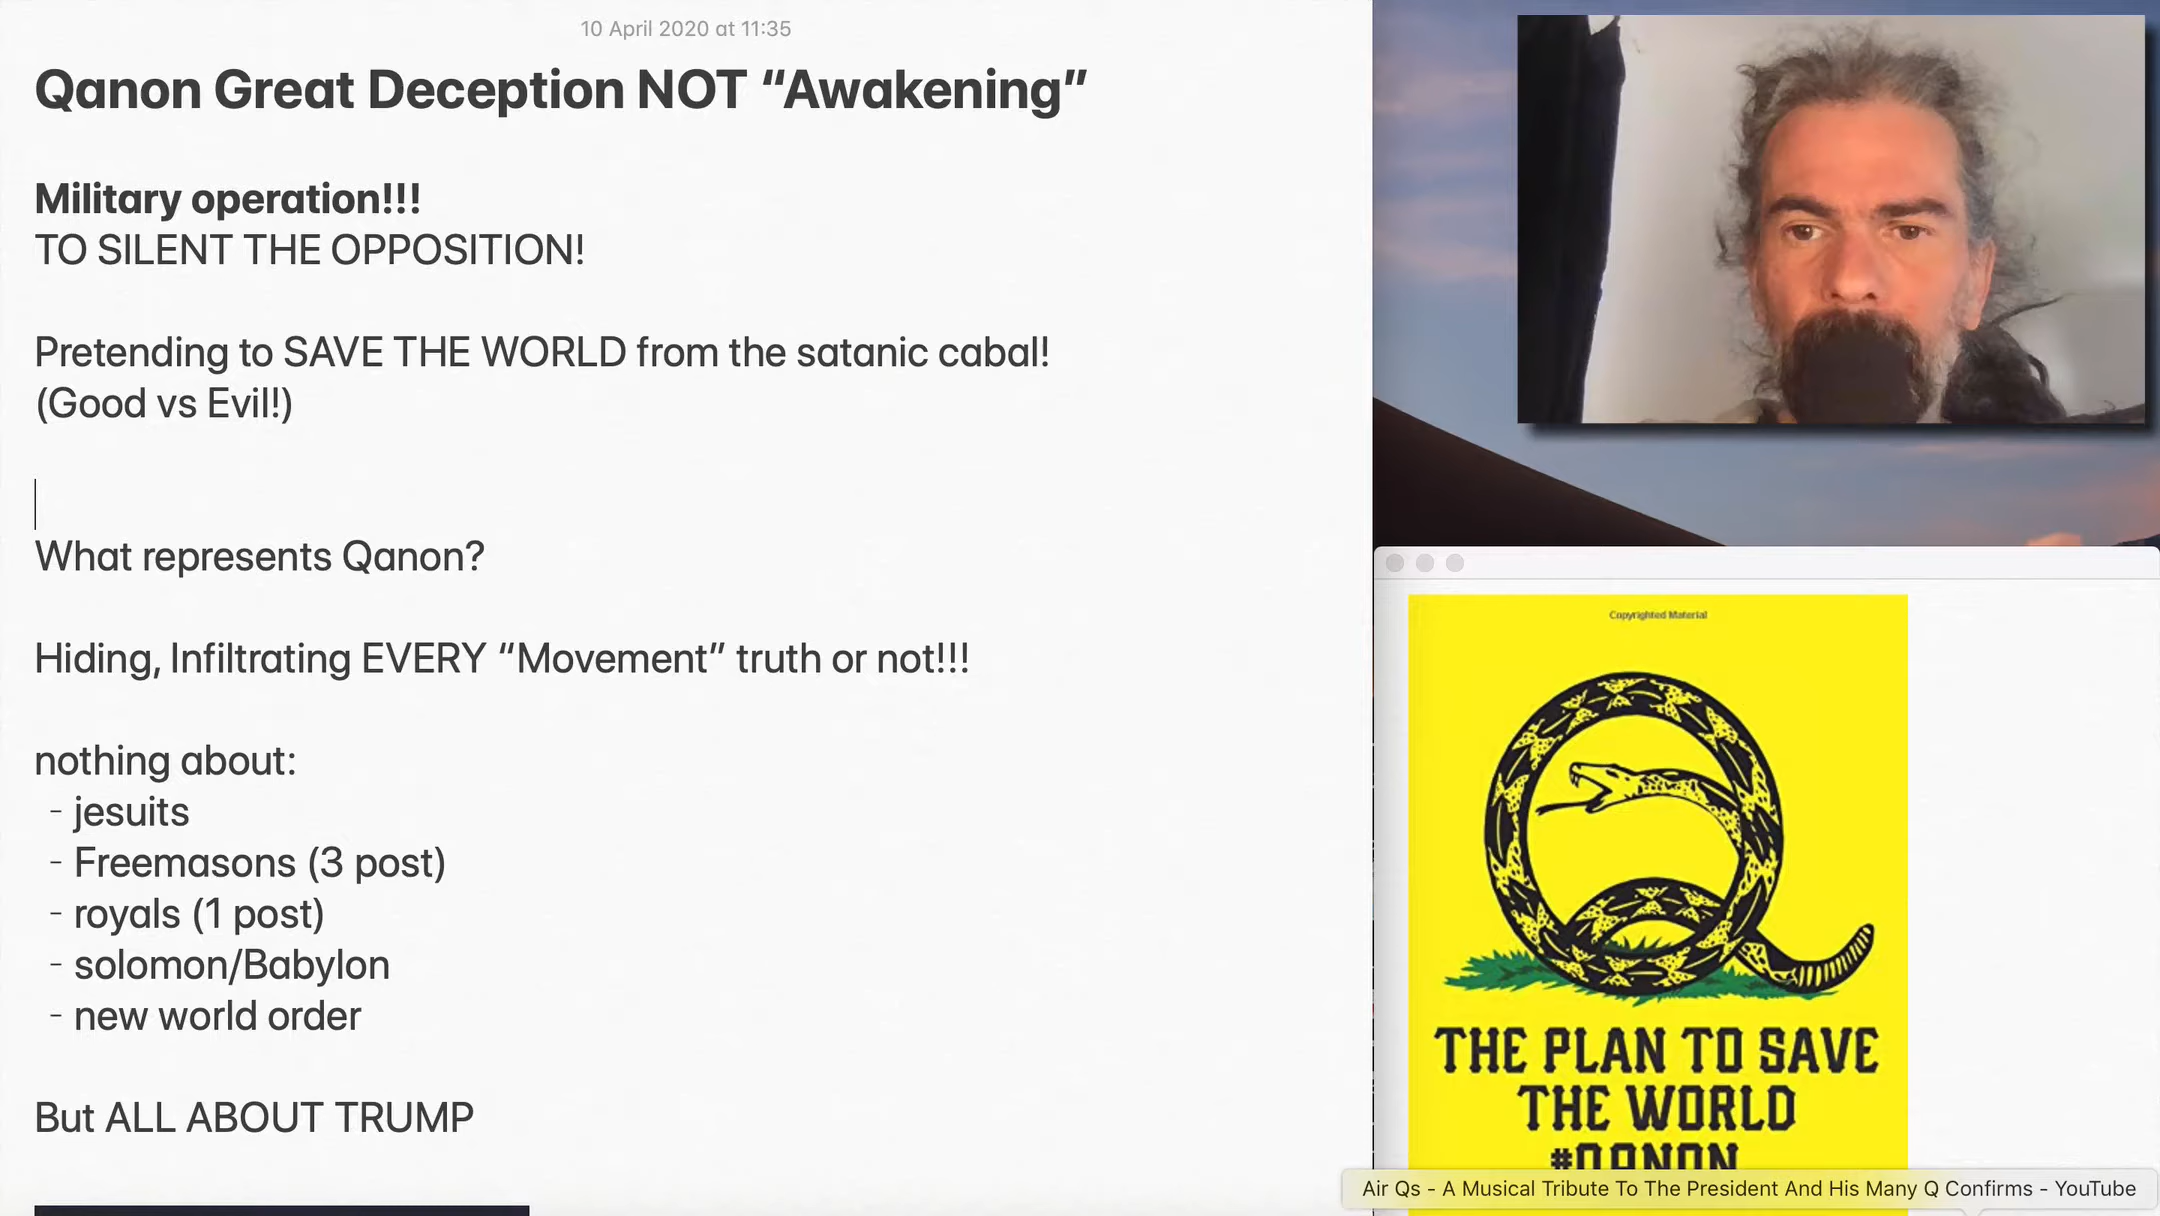 10 April 2020 at 11:35
Qanon Great Deception NOT “Awakening”
Military operation!!!
TO SILENT THE OPPOSITION!
Pretending to SAVE THE WORLD from the satanic cabal!
(Good vs Evil!)
What represents Qanon?
Hiding, Infiltrating EVERY “Movement” truth or not!!!
nothing about:
- jesuits
- Freemasons (3 post)
- royals (1 post)
- solomon/Babylon
- new world order
But ALL ABOUT TRUMP
Copyrighted Material
THE PLAN TO SAVE
THE WORLD
#QANON
Air Qs - A Musical Tribute To The President And His Many Q Confirms - YouTube